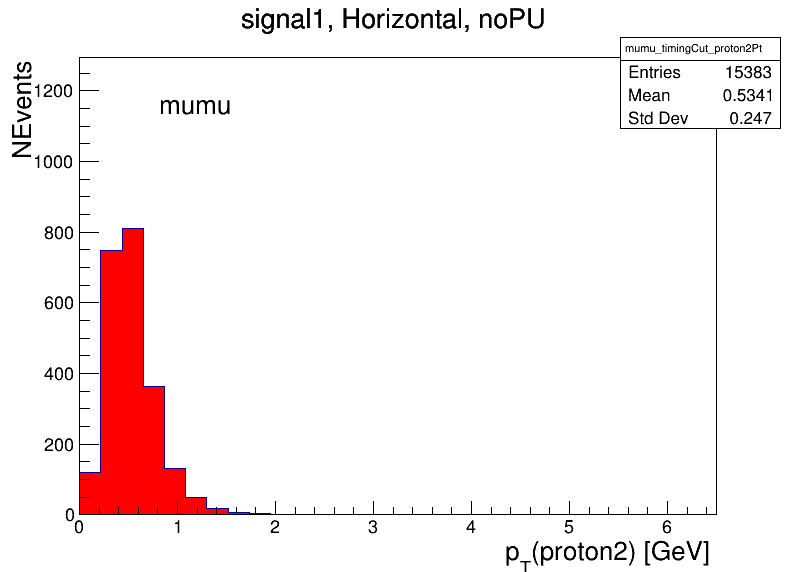 signal1, Horizontal, noPU
mumu_timingCut_proton2Pt
Entries 15383
Mean 0.5341
Std Dev 0.247
NEvents
mumu
1200
1000
800
600
400
200
0
0 1 2 3 4 5 6
p_T(proton2) [GeV]